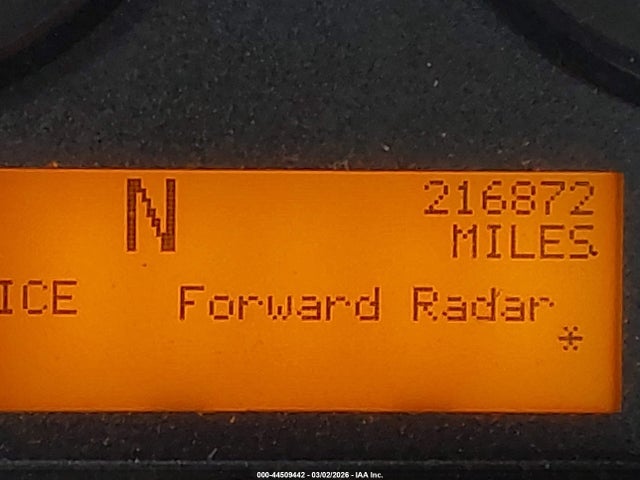 N
216872
MILES
ICE Forward Radar
*
000-44509442 - 03/02/2026 - IAA Inc.